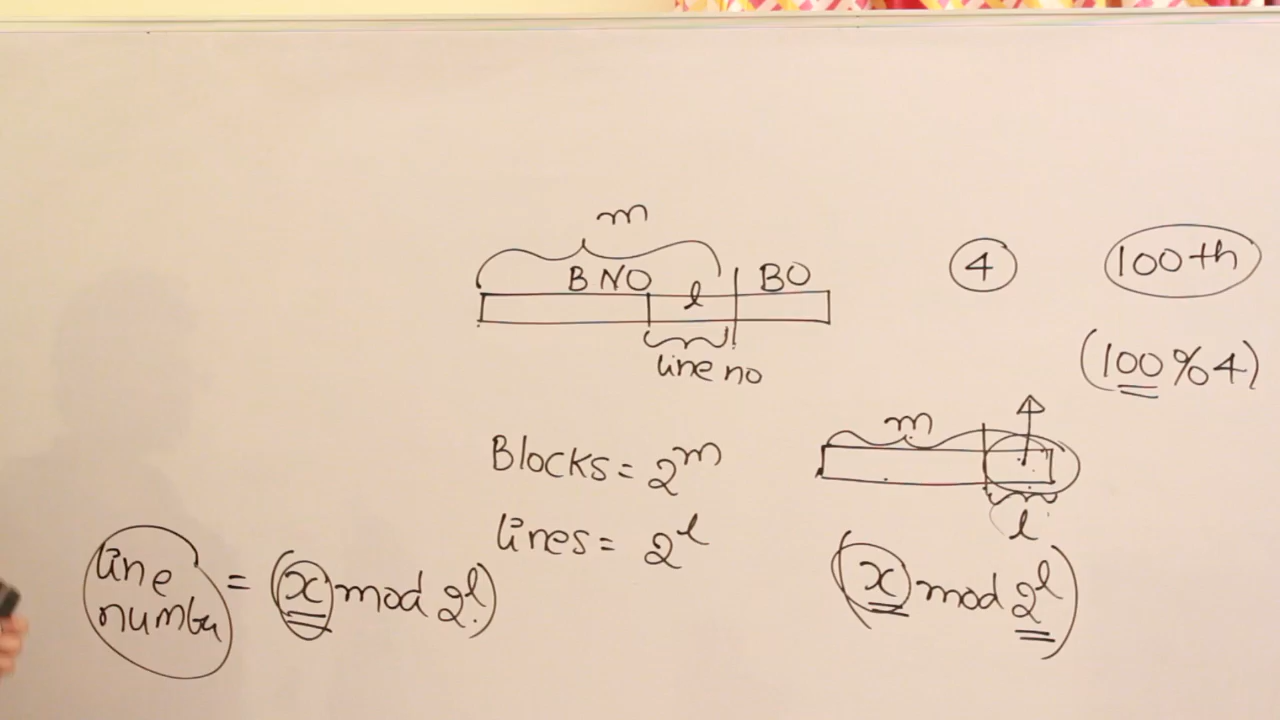 m
B NO l BO
line no
4 100th
(100%4)
m
l
Blocks = 2^m
lines = 2^l
line number = (x mod 2^l)
(x mod 2^l)